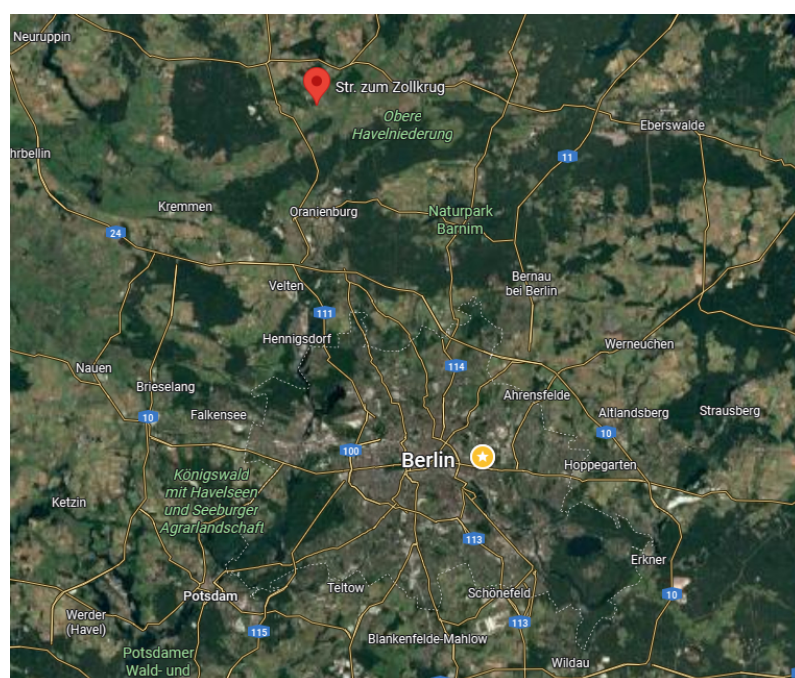 Neuruppin
Str. zum Zollkrug
Obere
Havelniederung
Eberswalde
hrbellin
11
Kremmen
Oranienburg
Naturpark
Barnim
24
Bernau
bei Berlin
Velten
111
Hennigsdorf
Werneuchen
Nauen
114
Brieselang
Ahrensfelde
10
Falkensee
Altlandsberg
Strausberg
10
100
Berlin
Hoppegarten
Königswald
mit Havelseen
und Seeburger
Agrarlandschaft
Ketzin
113
Erkner
Potsdam
Teltow
Schönefeld
10
Werder
(Havel)
113
115
Blankenfelde-Mahlow
Potsdamer
Wald- und
Wildau